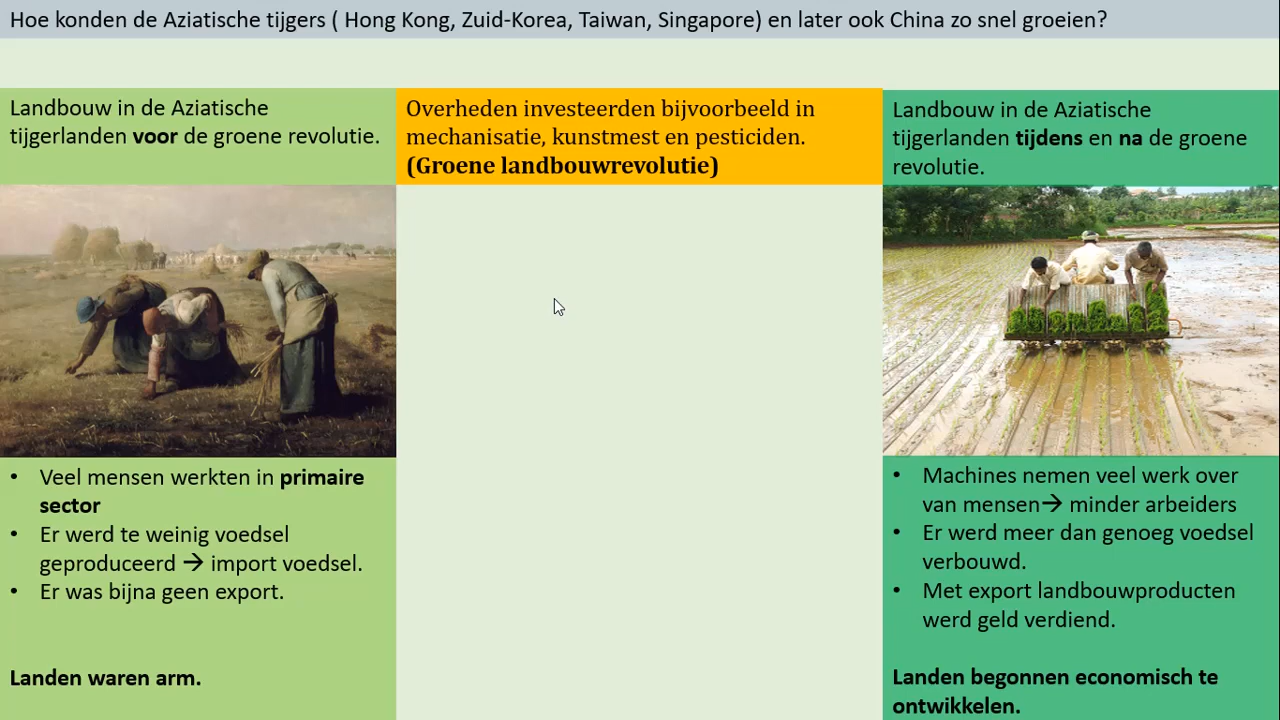 Hoe konden de Aziatische tijgers ( Hong Kong, Zuid-Korea, Taiwan, Singapore) en later ook China zo snel groeien?
Landbouw in de Aziatische
tijgerlanden voor de groene revolutie.
Overheden investeerden bijvoorbeeld in
mechanisatie, kunstmest en pesticiden.
(Groene landbouwrevolutie)
Landbouw in de Aziatische
tijgerlanden tijdens en na de groene
revolutie.
• Veel mensen werkten in primaire
sector
• Er werd te weinig voedsel
geproduceerd → import voedsel.
• Er was bijna geen export.
Landen waren arm.
• Machines nemen veel werk over
van mensen→ minder arbeiders
• Er werd meer dan genoeg voedsel
verbouwd.
• Met export landbouwproducten
werd geld verdiend.
Landen begonnen economisch te
ontwikkelen.